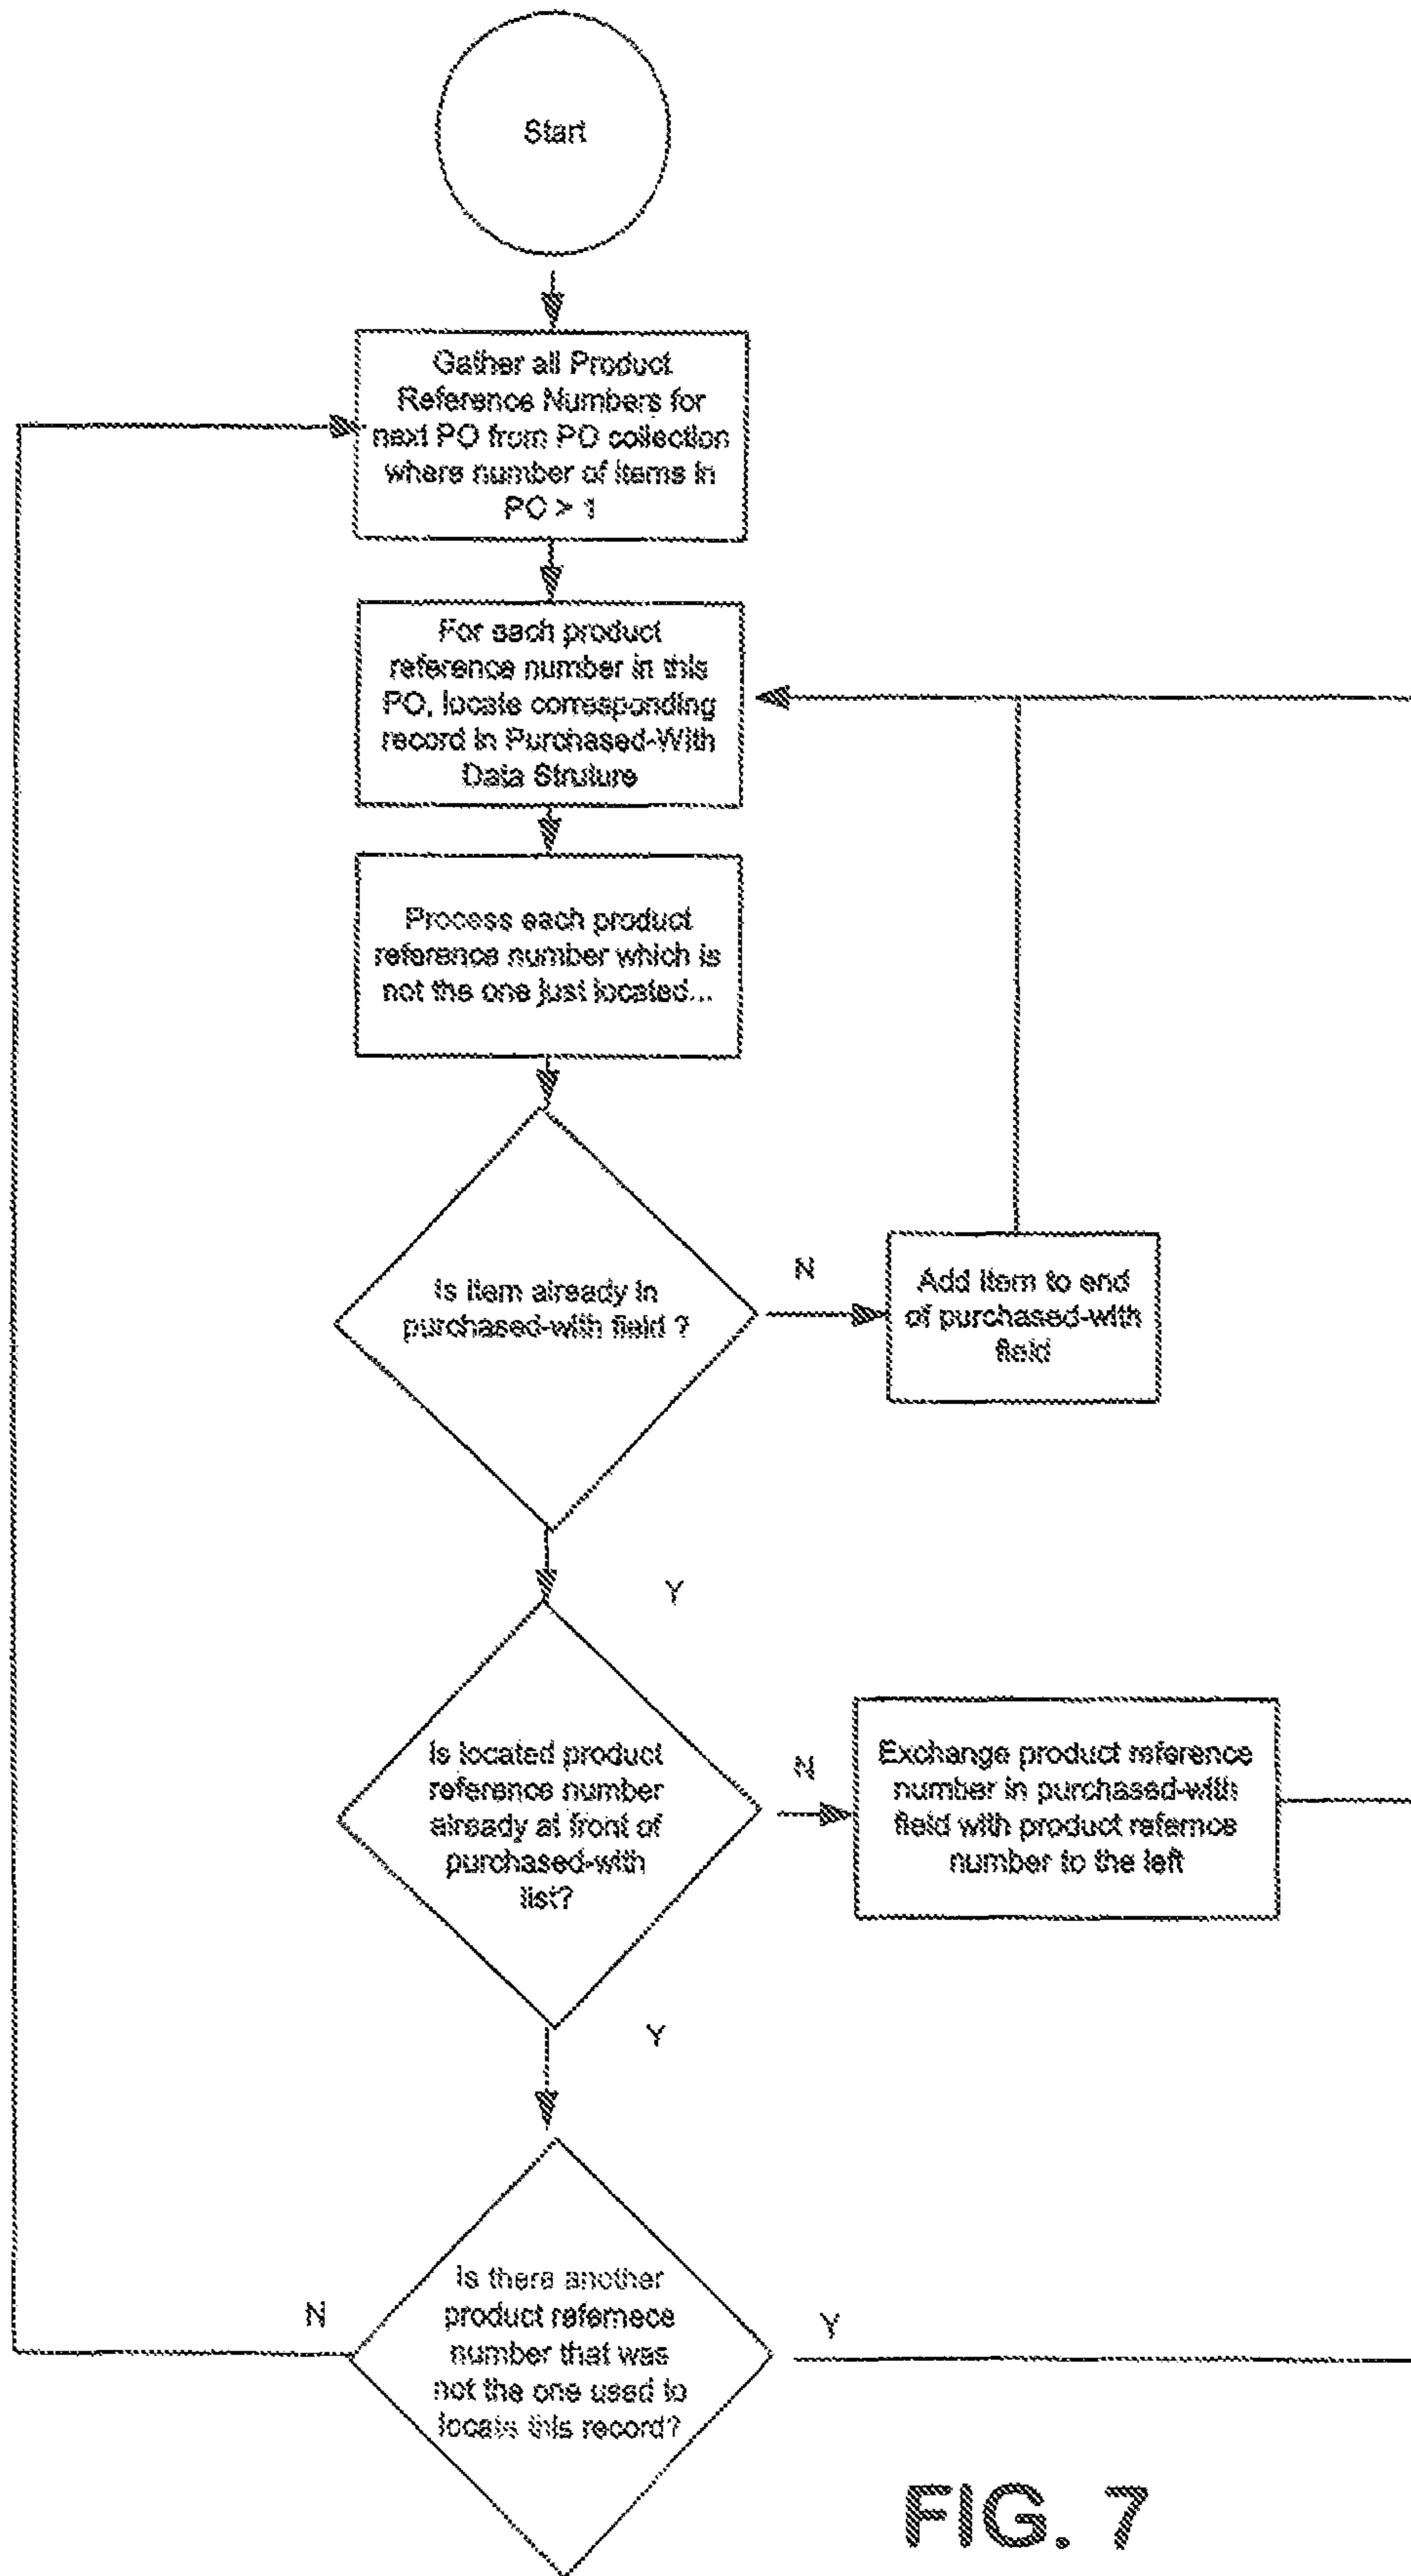 Start
Gather all Product
Reference Numbers for
next PO from PO collection
where number of items in
PO > 1
For each product
reference number in this
PO, locate corresponding
record in Purchased-With
Data Struture
Process each product
reference number which is
not the one just located...
Is item already in
purchased-with field ?
N
Add item to end
of purchased-with
field
Y
Is located product
reference number
already at front of
purchased-with
list?
N
Exchange product reference
number in purchased-with
field with product refernce
number to the left
Y
Is there another
product refernece
number that was
not the one used to
locate this record?
N
Y
FIG. 7